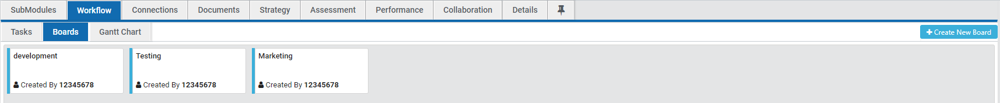 SubModules Workflow Connections Documents Strategy Assessment Performance Collaboration Details
Tasks Boards Gantt Chart Create New Board
development Testing Marketing
Created By 12345678 Created By 12345678 Created By 12345678